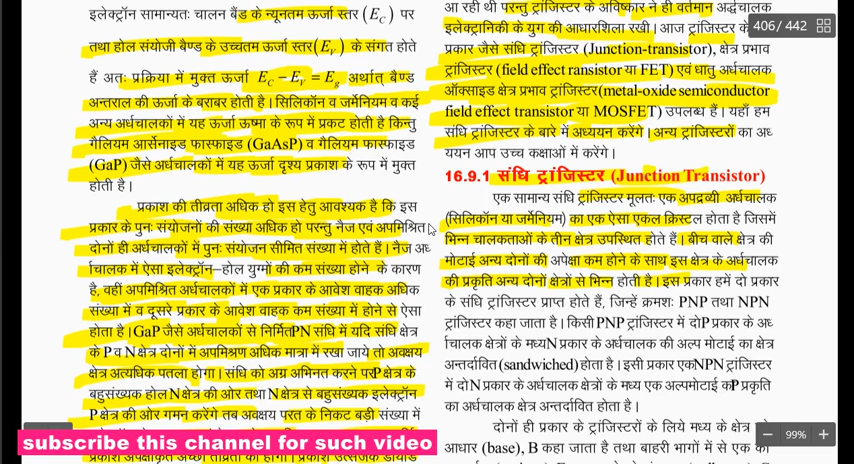 इलेक्ट्रॉन सामान्यतः चालन बैंड के न्यूनतम ऊर्जा स्तर (E_C) पर
तथा होल संयोजी बैण्ड के उच्चतम ऊर्जा स्तर(E_V) के संगत होते
हैं अतः प्रक्रिया में मुक्त ऊर्जा E_C − E_V = E_g अर्थात् बैण्ड
अन्तराल की ऊर्जा के बराबर होती है। सिलिकॉन व जर्मेनियम व कई
अन्य अर्धचालकों में यह ऊर्जा ऊष्मा के रूप में प्रकट होती है किन्तु
गैलियम आर्सेनाइड फास्फाइड (GaAsP) व गैलियम फास्फाइड
(GaP) जैसे अर्धचालकों में यह ऊर्जा दृश्य प्रकाश के रूप में मुक्त
होती है।
प्रकाश की तीव्रता अधिक हो इस हेतु आवश्यक है कि इस
प्रकार के पुनः संयोजनों की संख्या अधिक हो परन्तु नैज एवं अपमिश्रित
दोनों ही अर्धचालकों में पुनः संयोजन सीमित संख्या में होते हैं। नैज अध
र्चालक में ऐसा इलेक्ट्रॉन–होल युग्मों की कम संख्या होने के कारण
है, वहीं अपमिश्रित अर्धचालकों में एक प्रकार के आवेश वाहक अधिक
संख्या में व दूसरे प्रकार के आवेश वाहक कम संख्या में होने से ऐसा
होता है। GaP जैसे अर्धचालकों से निर्मित PN संधि में यदि संधि क्षेत्र
के P व N क्षेत्र दोनों में अपमिश्रण अधिक मात्रा में रखा जाये तो अवक्षय
क्षेत्र अत्यधिक पतला होगा। संधि को अग्र अभिनत करने पर P क्षेत्र के
बहुसंख्यक होल N क्षेत्र की ओर तथा N क्षेत्र से बहुसंख्यक इलेक्ट्रॉन
P क्षेत्र की ओर गमन करेंगे तब अवक्षय परत के निकट बड़ी संख्या में
प्रकाश अपेक्षाकृत अच्छी तीव्रता का होगा। प्रकाश उत्सर्जक डायोड
आ रही थी परन्तु ट्रांजिस्टर के अविष्कार ने ही वर्तमान अर्द्धचालक
इलेक्ट्रानिकी के युग की आधारशिला रखी। आज ट्रांजिस्टर के
प्रकार जैसे संधि ट्रांजिस्टर (Junction-transistor), क्षेत्र प्रभाव
ट्रांजिस्टर (field effect ransistor या FET) एवं धातु अर्धचालक
ऑक्साइड क्षेत्र प्रभाव ट्रांजिस्टर(metal-oxide semiconductor
field effect transistor या MOSFET) उपलब्ध हैं। यहाँ हम
संधि ट्रांजिस्टर के बारे में अध्ययन करेंगे। अन्य ट्रांजिस्टरों का अध
ययन आप उच्च कक्षाओं में करेंगे।
16.9.1 संधि ट्रांजिस्टर (Junction Transistor)
एक सामान्य संधि ट्रांजिस्टर मूलतः एक अपद्रव्यी अर्धचालक
(सिलिकॉन या जर्मेनियम) का एक ऐसा एकल क्रिस्टल होता है जिसमें
भिन्न चालकताओं के तीन क्षेत्र उपस्थित होते हैं। बीच वाले क्षेत्र की
मोटाई अन्य दोनों की अपेक्षा कम होने के साथ इस क्षेत्र के अर्धचालक
की प्रकृति अन्य दोनों क्षेत्रों से भिन्न होती है। इस प्रकार हमें दो प्रकार
के संधि ट्रांजिस्टर प्राप्त होते हैं, जिन्हें क्रमशः PNP तथा NPN
ट्रांजिस्टर कहा जाता है। किसी PNP ट्रांजिस्टर में दो P प्रकार के अध
र्चालक क्षेत्रों के मध्य N प्रकार के अर्धचालक की अल्प मोटाई का क्षेत्र
अन्तर्दावित (sandwiched) होता है। इसी प्रकार एक NPN ट्रांजिस्टर
में दो N प्रकार के अर्धचालक क्षेत्रों के मध्य एक अल्पमोटाई के P प्रकृति
का अर्धचालक क्षेत्र अन्तर्दावित होता है।
दोनों ही प्रकार के ट्रांजिस्टरों के लिये मध्य के क्षेत्र
आधार (base), B कहा जाता है तथा बाहरी भागों में से एक को
406 / 442
99%
subscribe this channel for such video